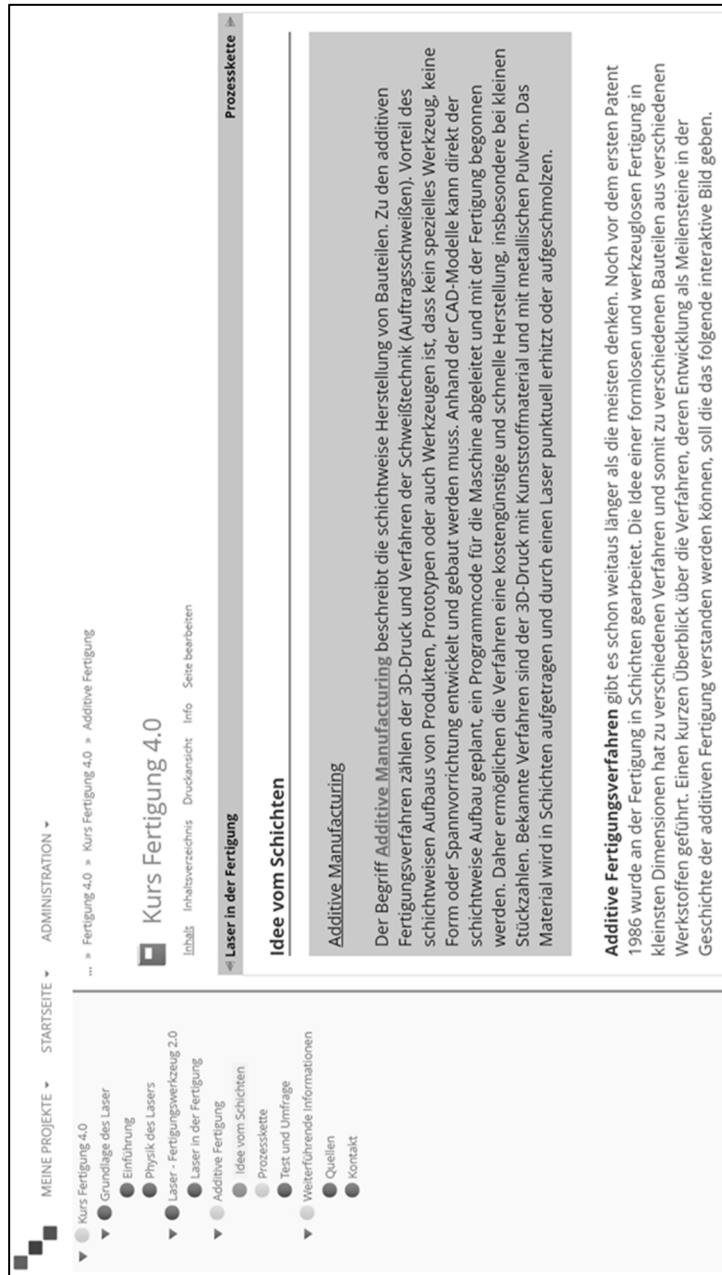 MEINE PROJEKTE STARTSEITE ADMINISTRATION
Kurs Fertigung 4.0
Grundlage des Laser
Einführung
Physik des Lasers
Laser - Fertigungswerkzeug 2.0
Laser in der Fertigung
Additive Fertigung
Idee vom Schichten
Prozesskette
Test und Umfrage
Weiterführende Informationen
Quellen
Kontakt
... » Fertigung 4.0 » Kurs Fertigung 4.0 » Additive Fertigung
Kurs Fertigung 4.0
Inhalt Inhaltsverzeichnis Druckansicht Info Seite bearbeiten
Laser in der Fertigung Prozesskette
Idee vom Schichten
Additive Manufacturing
Der Begriff Additive Manufacturing beschreibt die schichtweise Herstellung von Bauteilen. Zu den additiven
Fertigungsverfahren zählen der 3D-Druck und Verfahren der Schweißtechnik (Auftragsschweißen). Vorteil des
schichtweisen Aufbaus von Produkten, Prototypen oder auch Werkzeugen ist, dass kein spezielles Werkzeug, keine
Form oder Spannvorrichtung entwickelt und gebaut werden muss. Anhand der CAD-Modelle kann direkt der
schichtweise Aufbau geplant, ein Programmcode für die Maschine abgeleitet und mit der Fertigung begonnen
werden. Daher ermöglichen die Verfahren eine kostengünstige und schnelle Herstellung, insbesondere bei kleinen
Stückzahlen. Bekannte Verfahren sind der 3D-Druck mit Kunststoffmaterial und mit metallischen Pulvern. Das
Material wird in Schichten aufgetragen und durch einen Laser punktuell erhitzt oder aufgeschmolzen.
Additive Fertigungsverfahren gibt es schon weitaus länger als die meisten denken. Noch vor dem ersten Patent
1986 wurde an der Fertigung in Schichten gearbeitet. Die Idee einer formlosen und werkzeuglosen Fertigung in
kleinsten Dimensionen hat zu verschiedenen Verfahren und somit zu verschiedenen Bauteilen aus verschiedenen
Werkstoffen geführt. Einen kurzen Überblick über die Verfahren, deren Entwicklung als Meilensteine in der
Geschichte der additiven Fertigung verstanden werden können, soll die das folgende interaktive Bild geben.